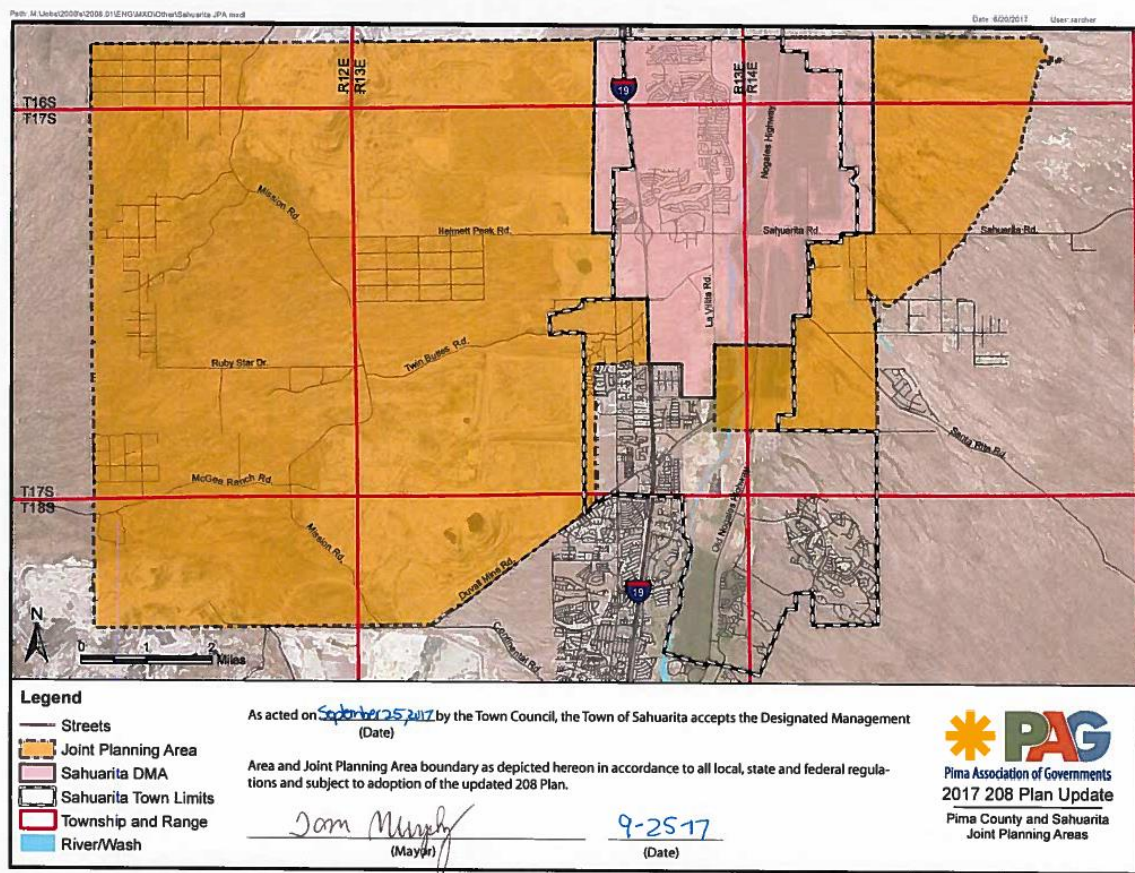 Date: 6/20/2017 User: sarcher
R12E
R13E
19
R13E
R14E
T16S
T17S
Nogales Highway
Mission Rd.
Helmett Peak Rd.
Sahuarita Rd.
Sahuarita Rd.
La Villita Rd.
Twin Buttes Rd.
Ruby Star Dr.
Santa Rita Rd.
McGee Ranch Rd.
T17S
T18S
Old Nogales Highway
Mission Rd.
Duval Mine Rd.
19
Continental Rd.
N
0 1 2
Miles
Legend
Streets
Joint Planning Area
Sahuarita DMA
Sahuarita Town Limits
Township and Range
River/Wash
As acted on September 25, 2017 by the Town Council, the Town of Sahuarita accepts the Designated Management
(Date)
Area and Joint Planning Area boundary as depicted hereon in accordance to all local, state and federal regula-
tions and subject to adoption of the updated 208 Plan.
Tom Murphy
(Mayor)
9-25-17
(Date)
PAG
Pima Association of Governments
2017 208 Plan Update
Pima County and Sahuarita
Joint Planning Areas